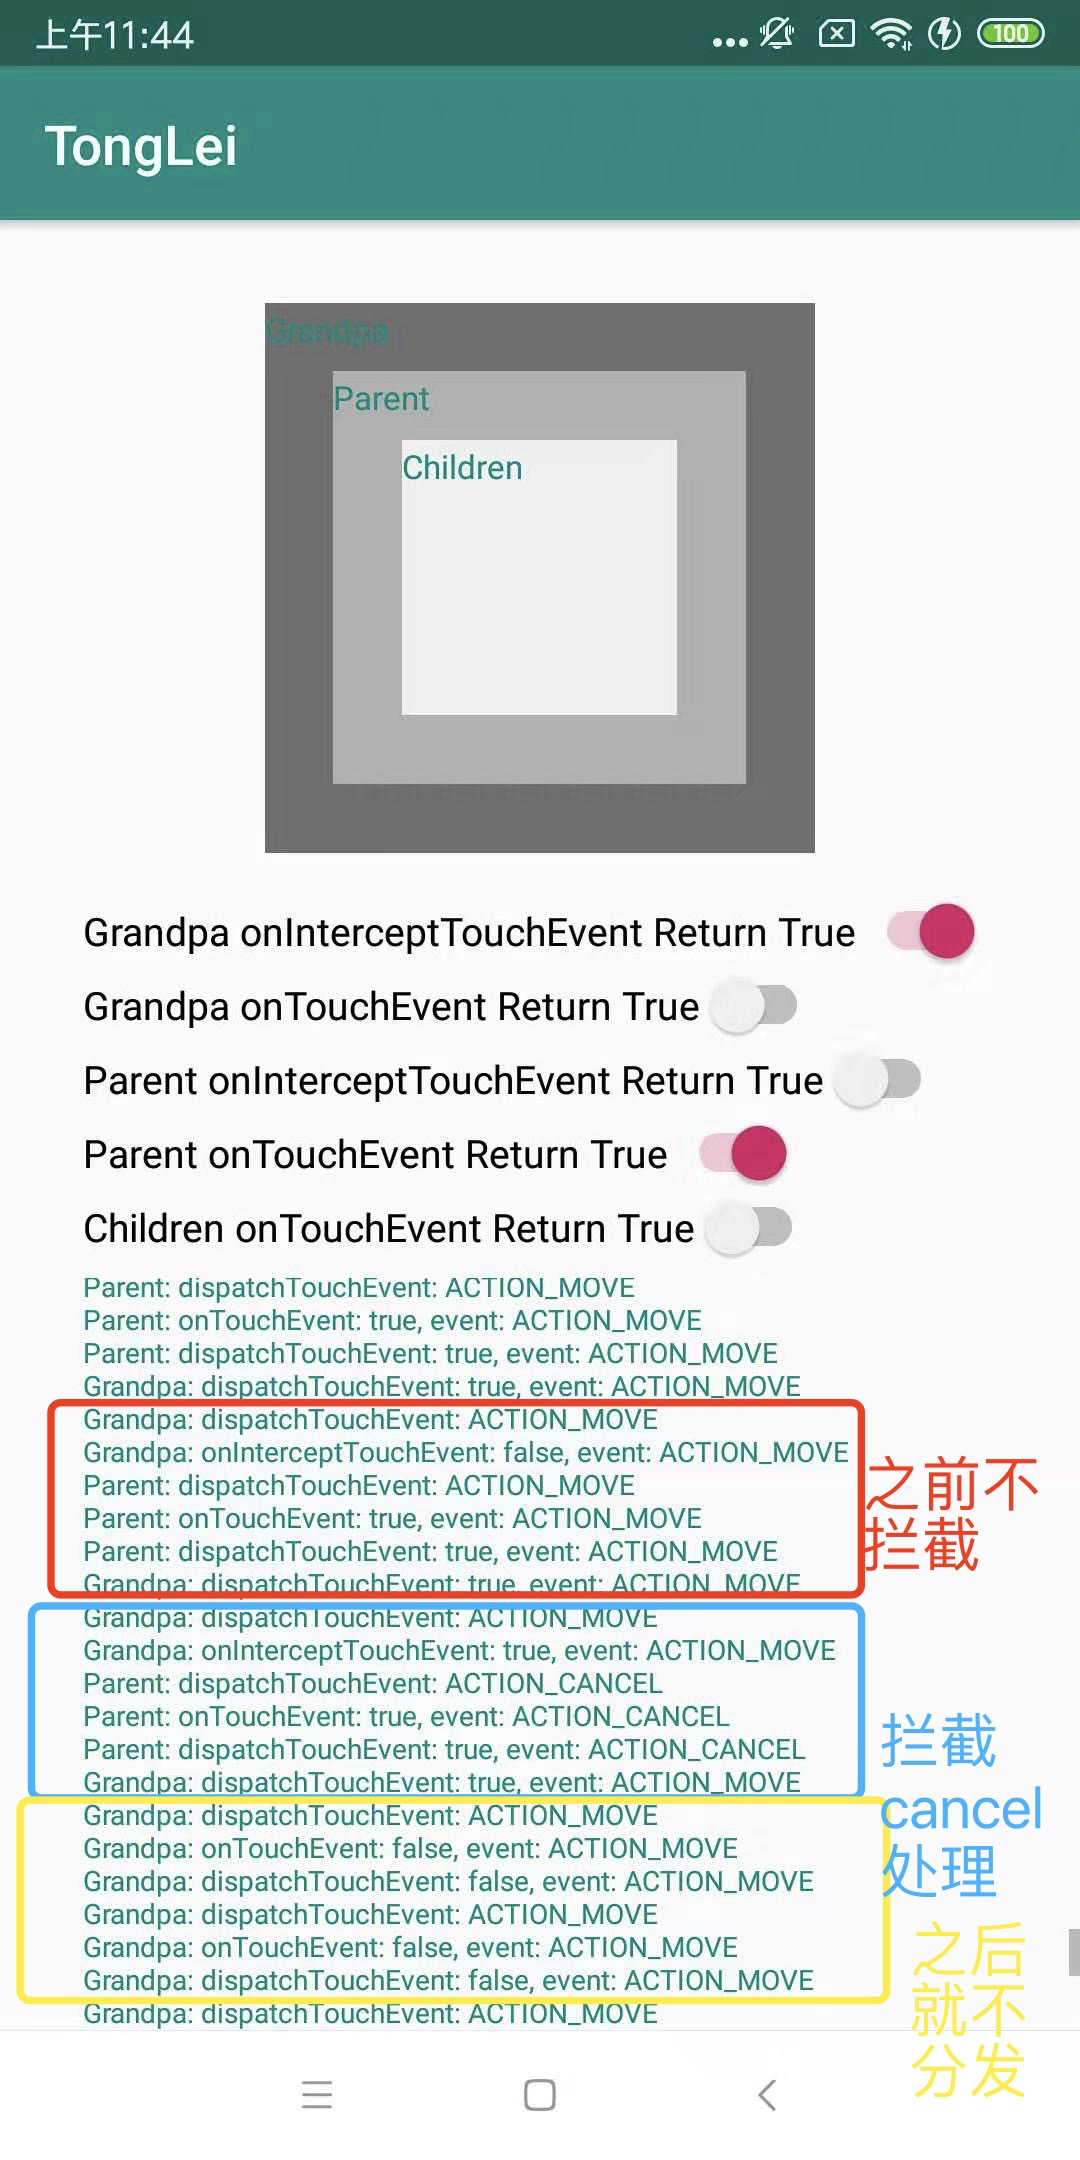 上午11:44
100
TongLei
Grandpa
Parent
Children
Grandpa onInterceptTouchEvent Return True
Grandpa onTouchEvent Return True
Parent onInterceptTouchEvent Return True
Parent onTouchEvent Return True
Children onTouchEvent Return True
Parent: dispatchTouchEvent: ACTION_MOVE
Parent: onTouchEvent: true, event: ACTION_MOVE
Parent: dispatchTouchEvent: true, event: ACTION_MOVE
Grandpa: dispatchTouchEvent: true, event: ACTION_MOVE
Grandpa: dispatchTouchEvent: ACTION_MOVE
Grandpa: onInterceptTouchEvent: false, event: ACTION_MOVE
Parent: dispatchTouchEvent: ACTION_MOVE
Parent: onTouchEvent: true, event: ACTION_MOVE
Parent: dispatchTouchEvent: true, event: ACTION_MOVE
Grandpa: dispatchTouchEvent: true, event: ACTION_MOVE
之前不
拦截
Grandpa: dispatchTouchEvent: ACTION_MOVE
Grandpa: onInterceptTouchEvent: true, event: ACTION_MOVE
Parent: dispatchTouchEvent: ACTION_CANCEL
Parent: onTouchEvent: true, event: ACTION_CANCEL
Parent: dispatchTouchEvent: true, event: ACTION_CANCEL
Grandpa: dispatchTouchEvent: true, event: ACTION_MOVE
拦截
cancel
处理
Grandpa: dispatchTouchEvent: ACTION_MOVE
Grandpa: onTouchEvent: false, event: ACTION_MOVE
Grandpa: dispatchTouchEvent: false, event: ACTION_MOVE
Grandpa: dispatchTouchEvent: ACTION_MOVE
Grandpa: onTouchEvent: false, event: ACTION_MOVE
Grandpa: dispatchTouchEvent: false, event: ACTION_MOVE
Grandpa: dispatchTouchEvent: ACTION_MOVE
之后
就不
分发